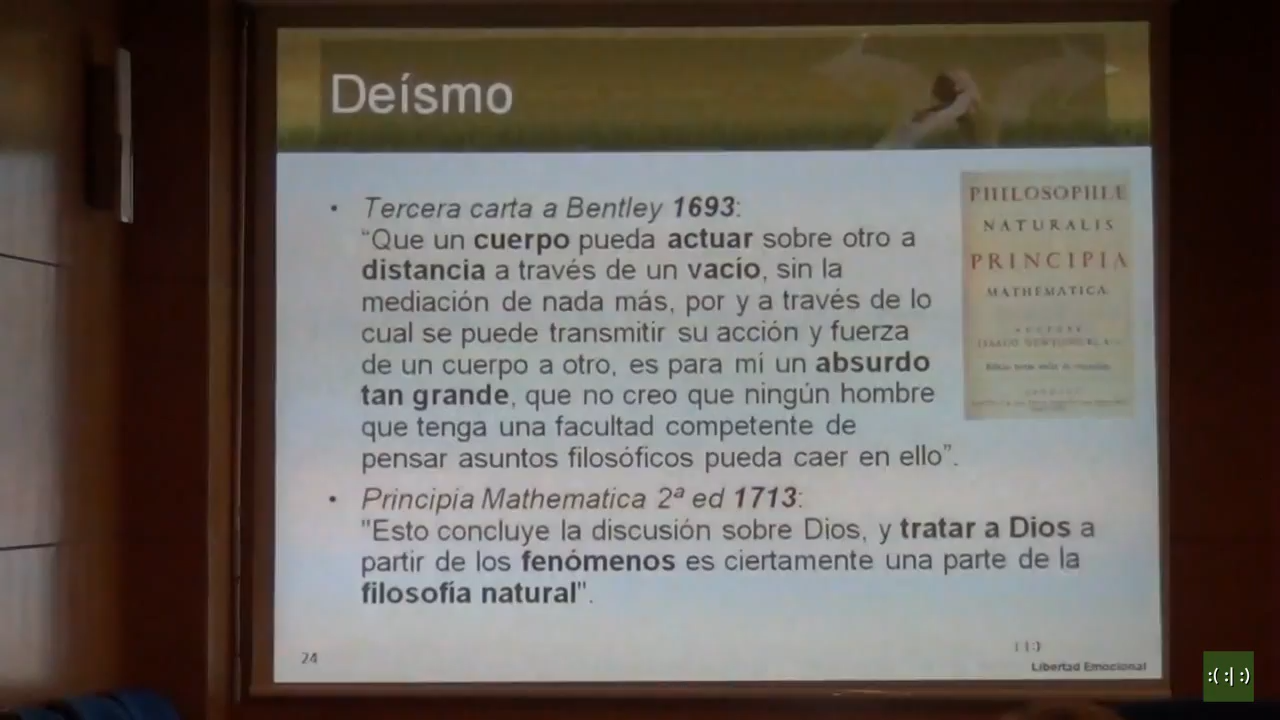 Deísmo
• Tercera carta a Bentley 1693:
“Que un cuerpo pueda actuar sobre otro a
distancia a través de un vacío, sin la
mediación de nada más, por y a través de lo
cual se puede transmitir su acción y fuerza
de un cuerpo a otro, es para mí un absurdo
tan grande, que no creo que ningún hombre
que tenga una facultad competente de
pensar asuntos filosóficos pueda caer en ello”.
• Principia Mathematica 2ª ed 1713:
"Esto concluye la discusión sobre Dios, y tratar a Dios a
partir de los fenómenos es ciertamente una parte de la
filosofía natural".
PHILOSOPHIÆ
NATURALIS
PRINCIPIA
MATHEMATICA
24
Libertad Emocional
:( :| :)